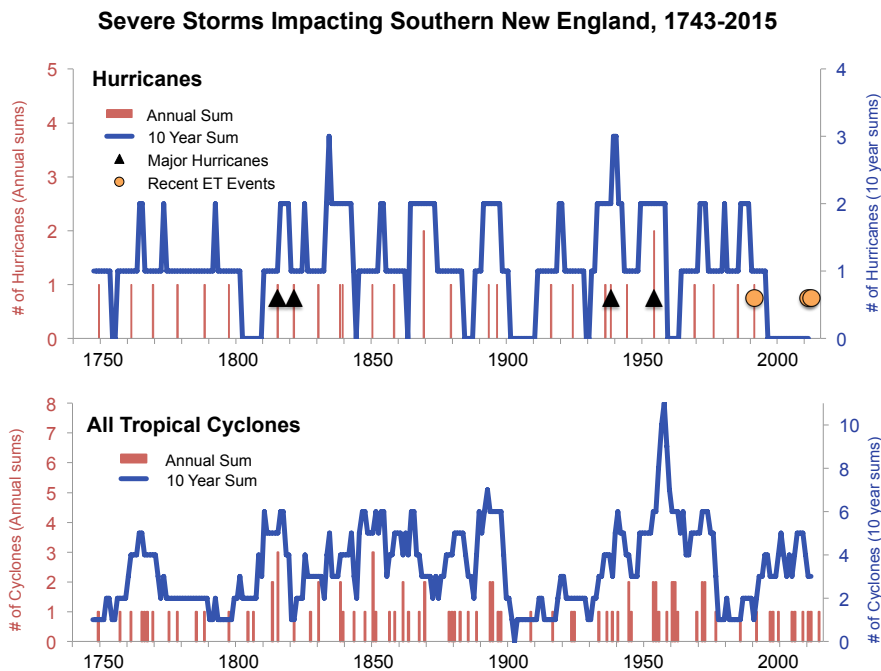 Severe Storms Impacting Southern New England, 1743-2015
Hurricanes
Annual Sum
10 Year Sum
Major Hurricanes
Recent ET Events
# of Hurricanes (Annual sums)
5
4
3
2
1
0
# of Hurricanes (10 year sums)
4
3
2
1
0
1750 1800 1850 1900 1950 2000
All Tropical Cyclones
Annual Sum
10 Year Sum
# of Cyclones (Annual sums)
8
7
6
5
4
3
2
1
0
# of Cyclones (10 year sums)
10
8
6
4
2
0
1750 1800 1850 1900 1950 2000